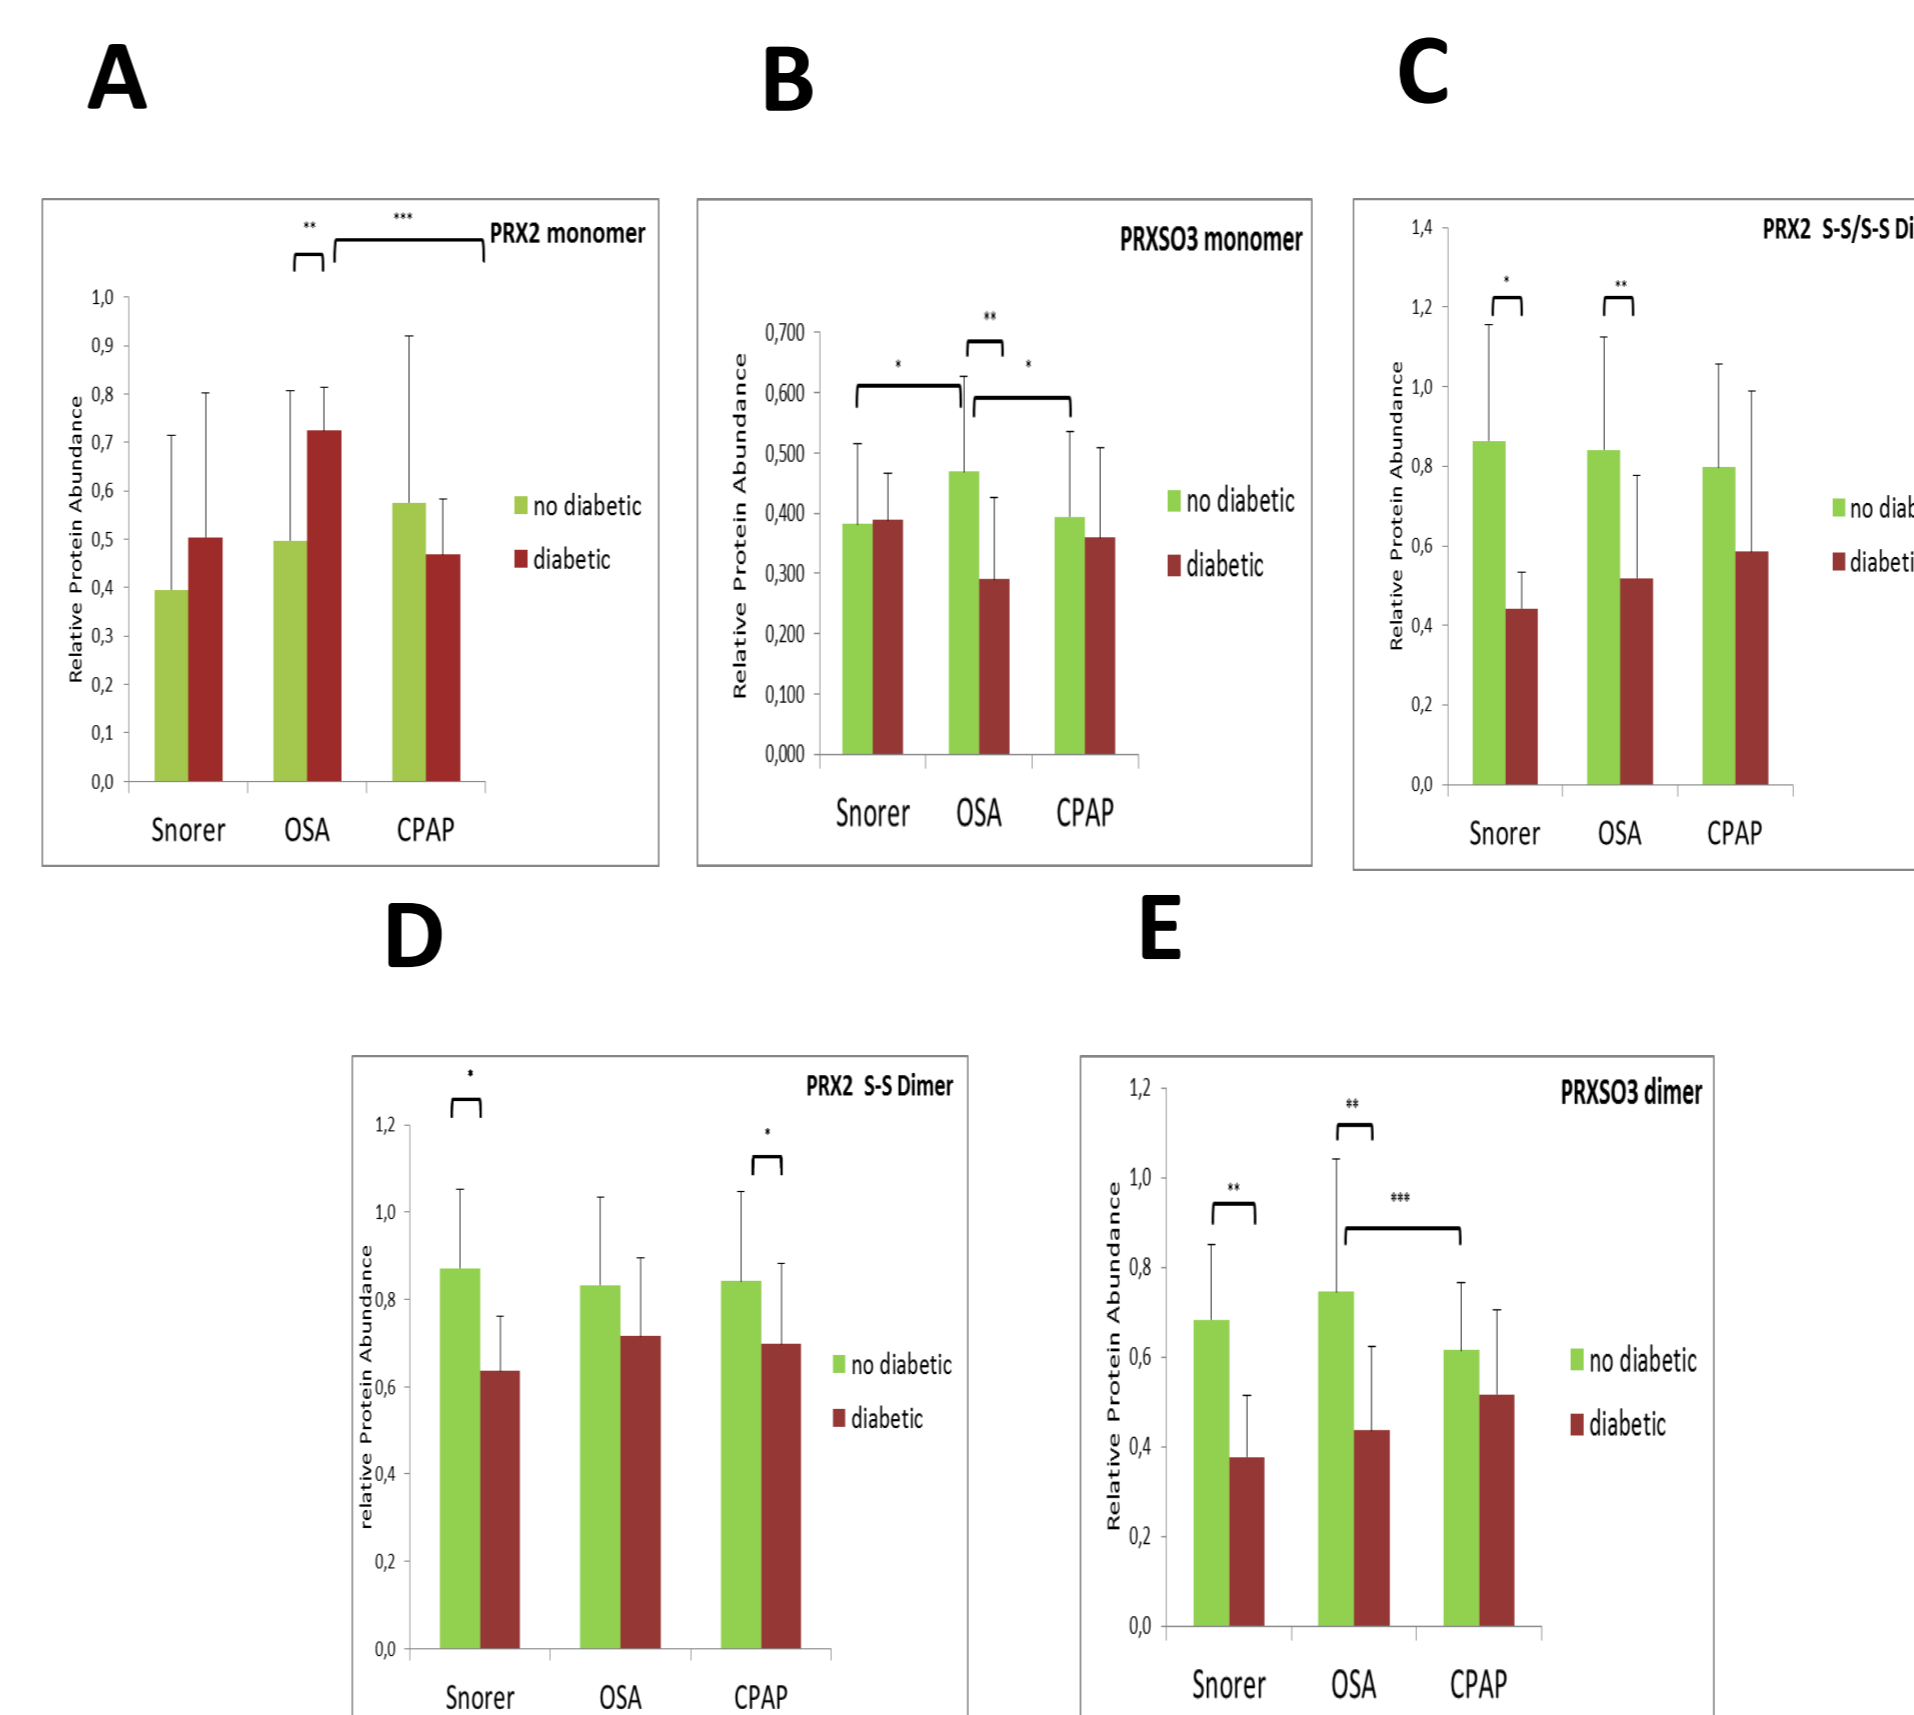 A
B
C
** ***
PRX2 monomer
1,0
0,9
0,8
0,7
0,6
0,5
0,4
0,3
0,2
0,1
0,0
Relative Protein Abundance
no diabetic
diabetic
Snorer OSA CPAP
PRXSO3 monomer
**
* *
0,700
0,600
0,500
0,400
0,300
0,200
0,100
0,000
Relative Protein Abundance
no diabetic
diabetic
Snorer OSA CPAP
PRX2 S-S/S-S Di
* **
1,4
1,2
1,0
0,8
0,6
0,4
0,2
0,0
Relative Protein Abundance
no diab
diabeti
Snorer OSA CPAP
D
E
PRX2 S-S Dimer
*
*
1,2
1,0
0,8
0,6
0,4
0,2
0,0
relative Protein Abundance
no diabetic
diabetic
Snorer OSA CPAP
PRXSO3 dimer
**
** ***
1,2
1,0
0,8
0,6
0,4
0,2
0,0
Relative Protein Abundance
no diabetic
diabetic
Snorer OSA CPAP